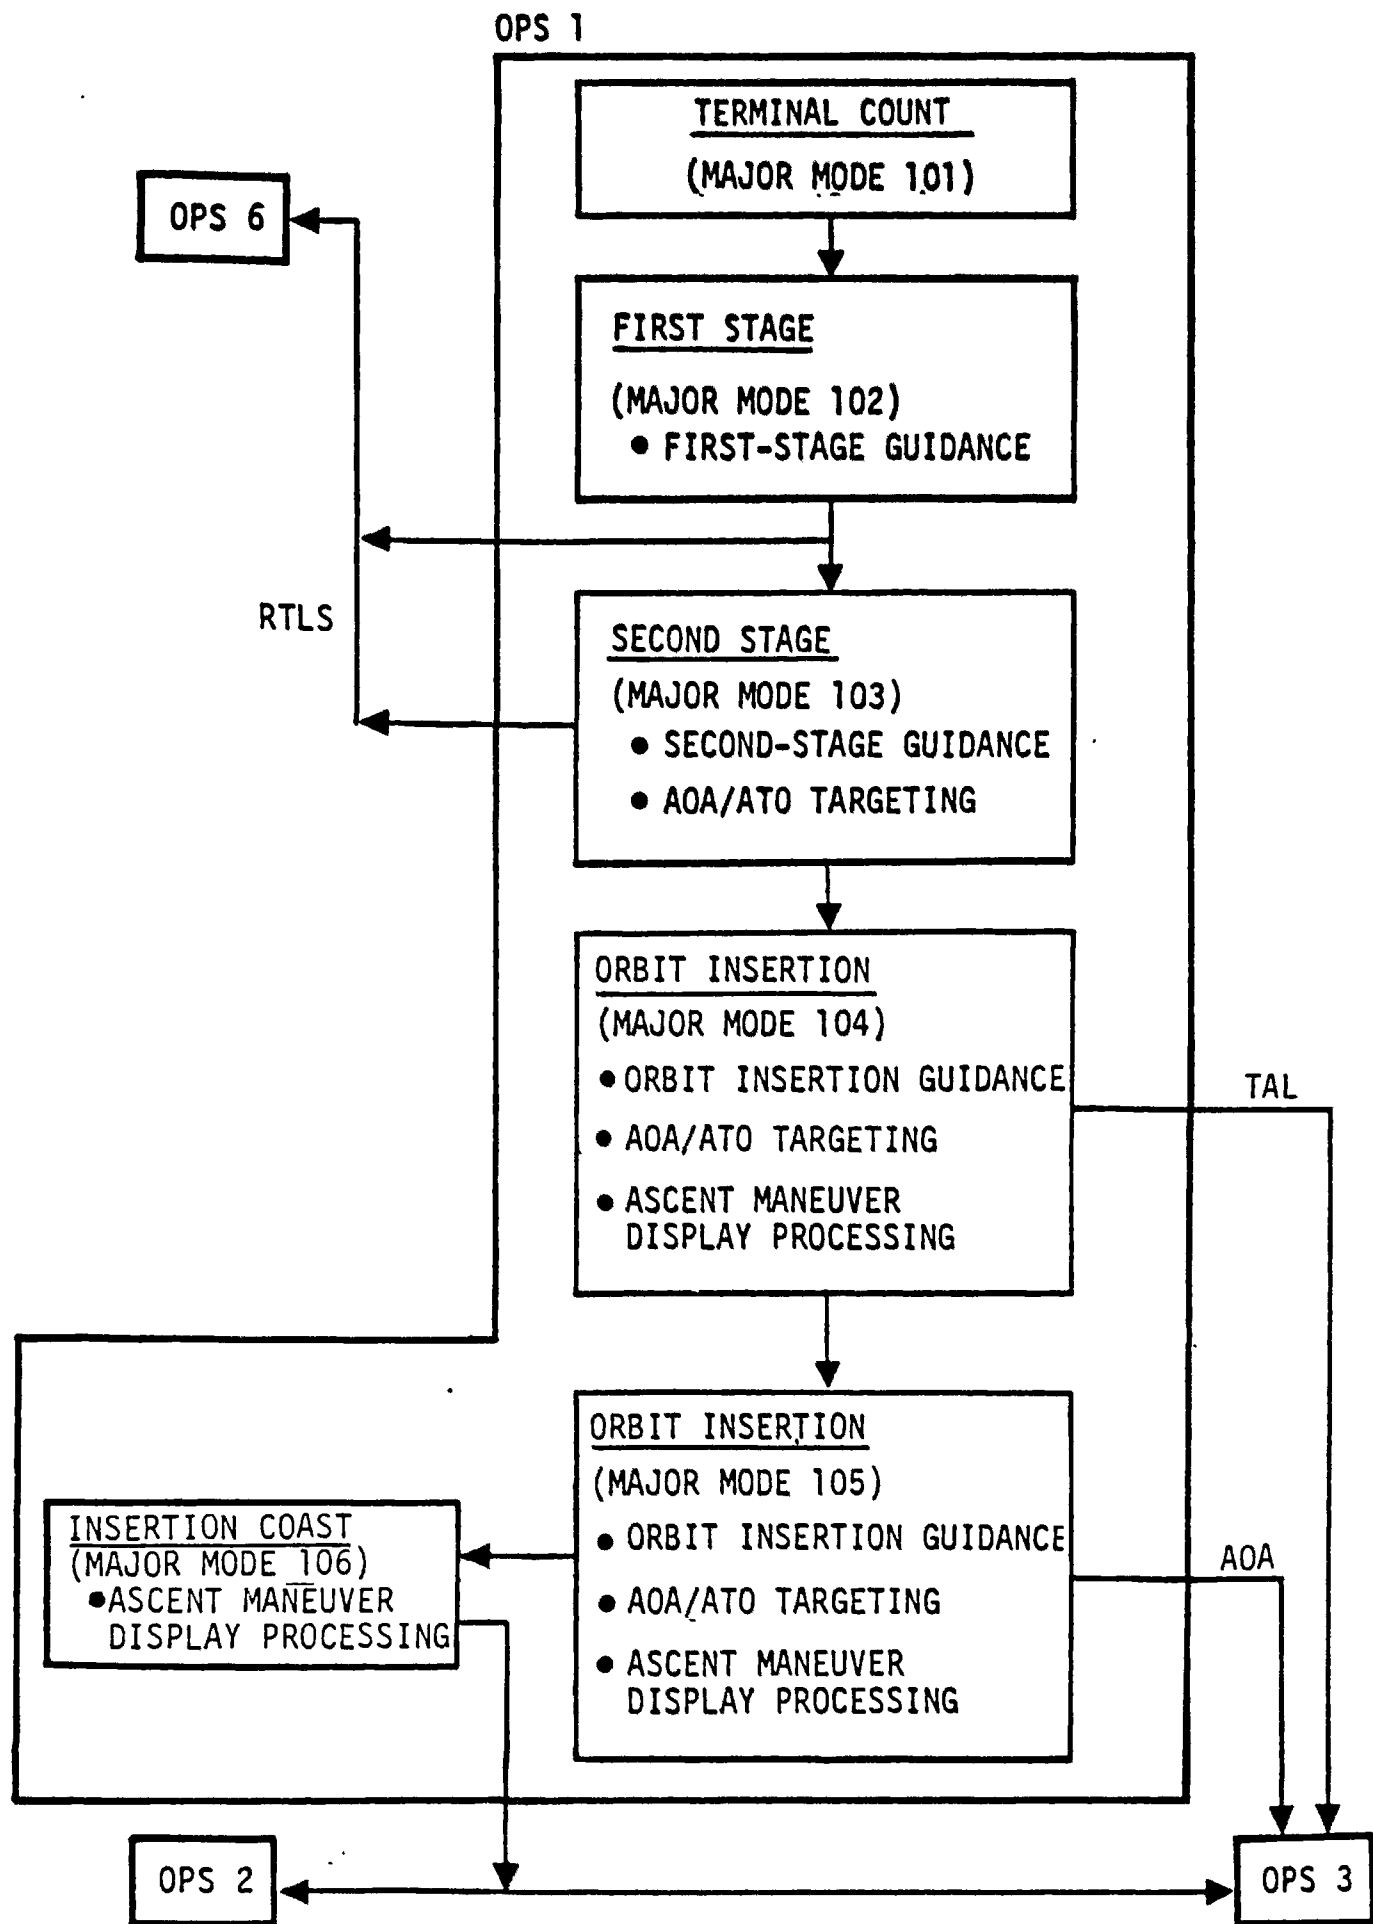 OPS 1
TERMINAL COUNT
(MAJOR MODE 101)
OPS 6
FIRST STAGE
(MAJOR MODE 102)
● FIRST-STAGE GUIDANCE
RTLS
SECOND STAGE
(MAJOR MODE 103)
● SECOND-STAGE GUIDANCE
● AOA/ATO TARGETING
ORBIT INSERTION
(MAJOR MODE 104)
● ORBIT INSERTION GUIDANCE
● AOA/ATO TARGETING
● ASCENT MANEUVER
DISPLAY PROCESSING
TAL
ORBIT INSERTION
(MAJOR MODE 105)
● ORBIT INSERTION GUIDANCE
● AOA/ATO TARGETING
● ASCENT MANEUVER
DISPLAY PROCESSING
AOA
INSERTION COAST
(MAJOR MODE 106)
● ASCENT MANEUVER
DISPLAY PROCESSING
OPS 2
OPS 3